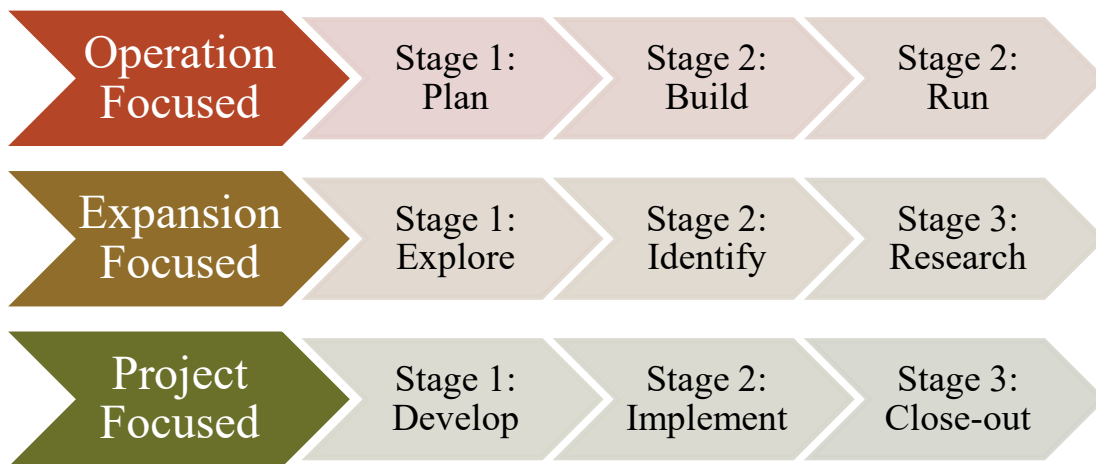 Operation
Focused
Stage 1:
Plan
Stage 2:
Build
Stage 2:
Run
Expansion
Focused
Stage 1:
Explore
Stage 2:
Identify
Stage 3:
Research
Project
Focused
Stage 1:
Develop
Stage 2:
Implement
Stage 3:
Close-out